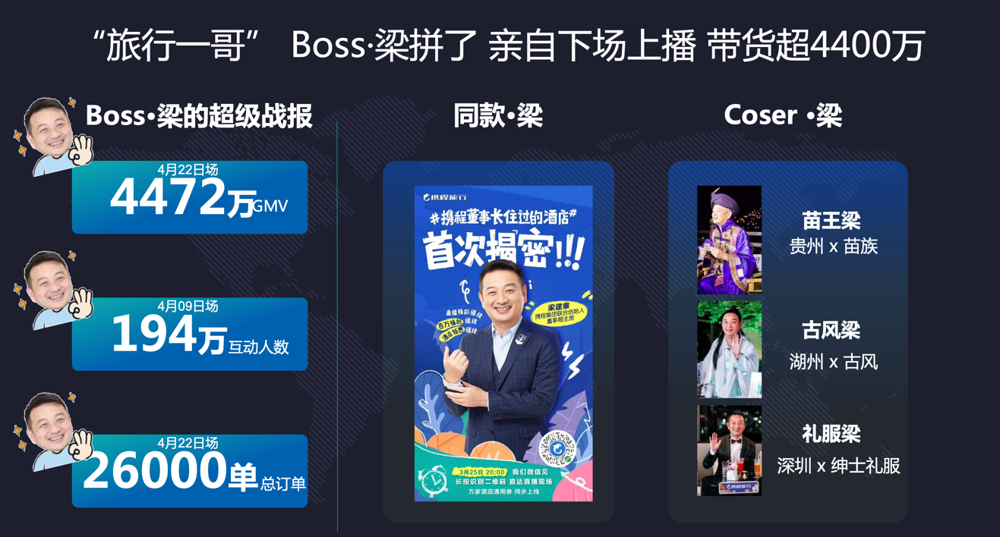 “旅行一哥” Boss·梁拼了 亲自下场上播 带货超4400万
Boss·梁的超级战报
4月22日场
4472万GMV
4月09日场
194万互动人数
4月22日场
26000单总订单
同款·梁
携程旅行
#携程董事长住过的酒店#
首次揭密!!!
直播精彩继续
百万福利继续
酒店秘密继续
梁建章
携程集团联合创始人
董事局主席
3月25日 20:00 我们微信见
长按识别二维码 直达直播现场
万家酒店通用券 同步上线
Coser ·梁
苗王梁
贵州 x 苗族
古风梁
湖州 x 古风
礼服梁
深圳 x 绅士礼服
携程旅行